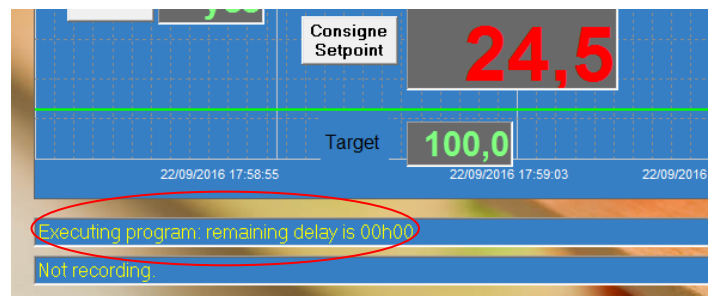 Consigne
Setpoint
24,5
Target
100,0
22/09/2016 17:58:55
22/09/2016 17:59:03
22/09/2016
Executing program: remaining delay is 00h00
Not recording.